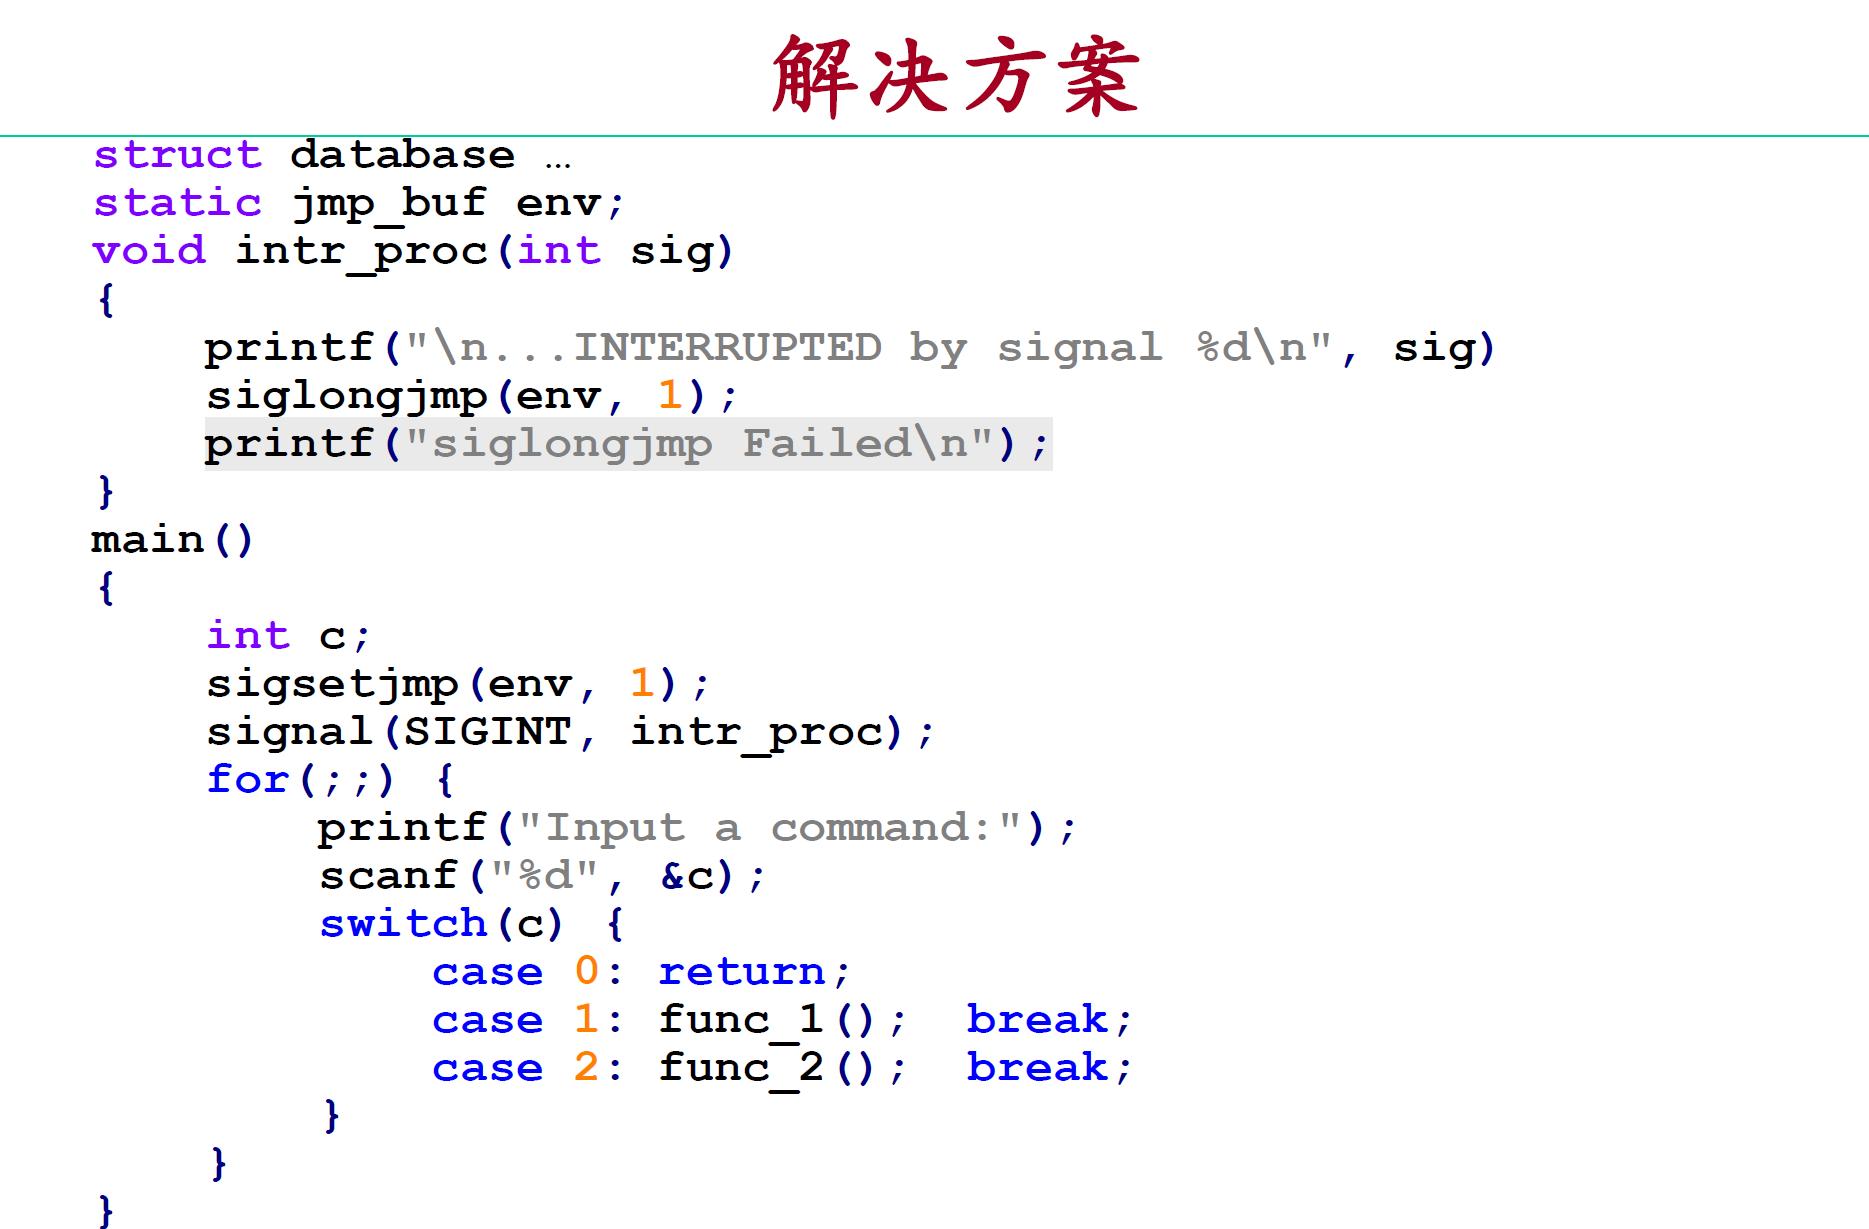 解决方案
struct database …
static jmp_buf env;
void intr_proc(int sig)
{
printf("\n...INTERRUPTED by signal %d\n", sig)
siglongjmp(env, 1);
printf("siglongjmp Failed\n");
}
main()
{
int c;
sigsetjmp(env, 1);
signal(SIGINT, intr_proc);
for(;;) {
printf("Input a command:");
scanf("%d", &c);
switch(c) {
case 0: return;
case 1: func_1(); break;
case 2: func_2(); break;
}
}
}